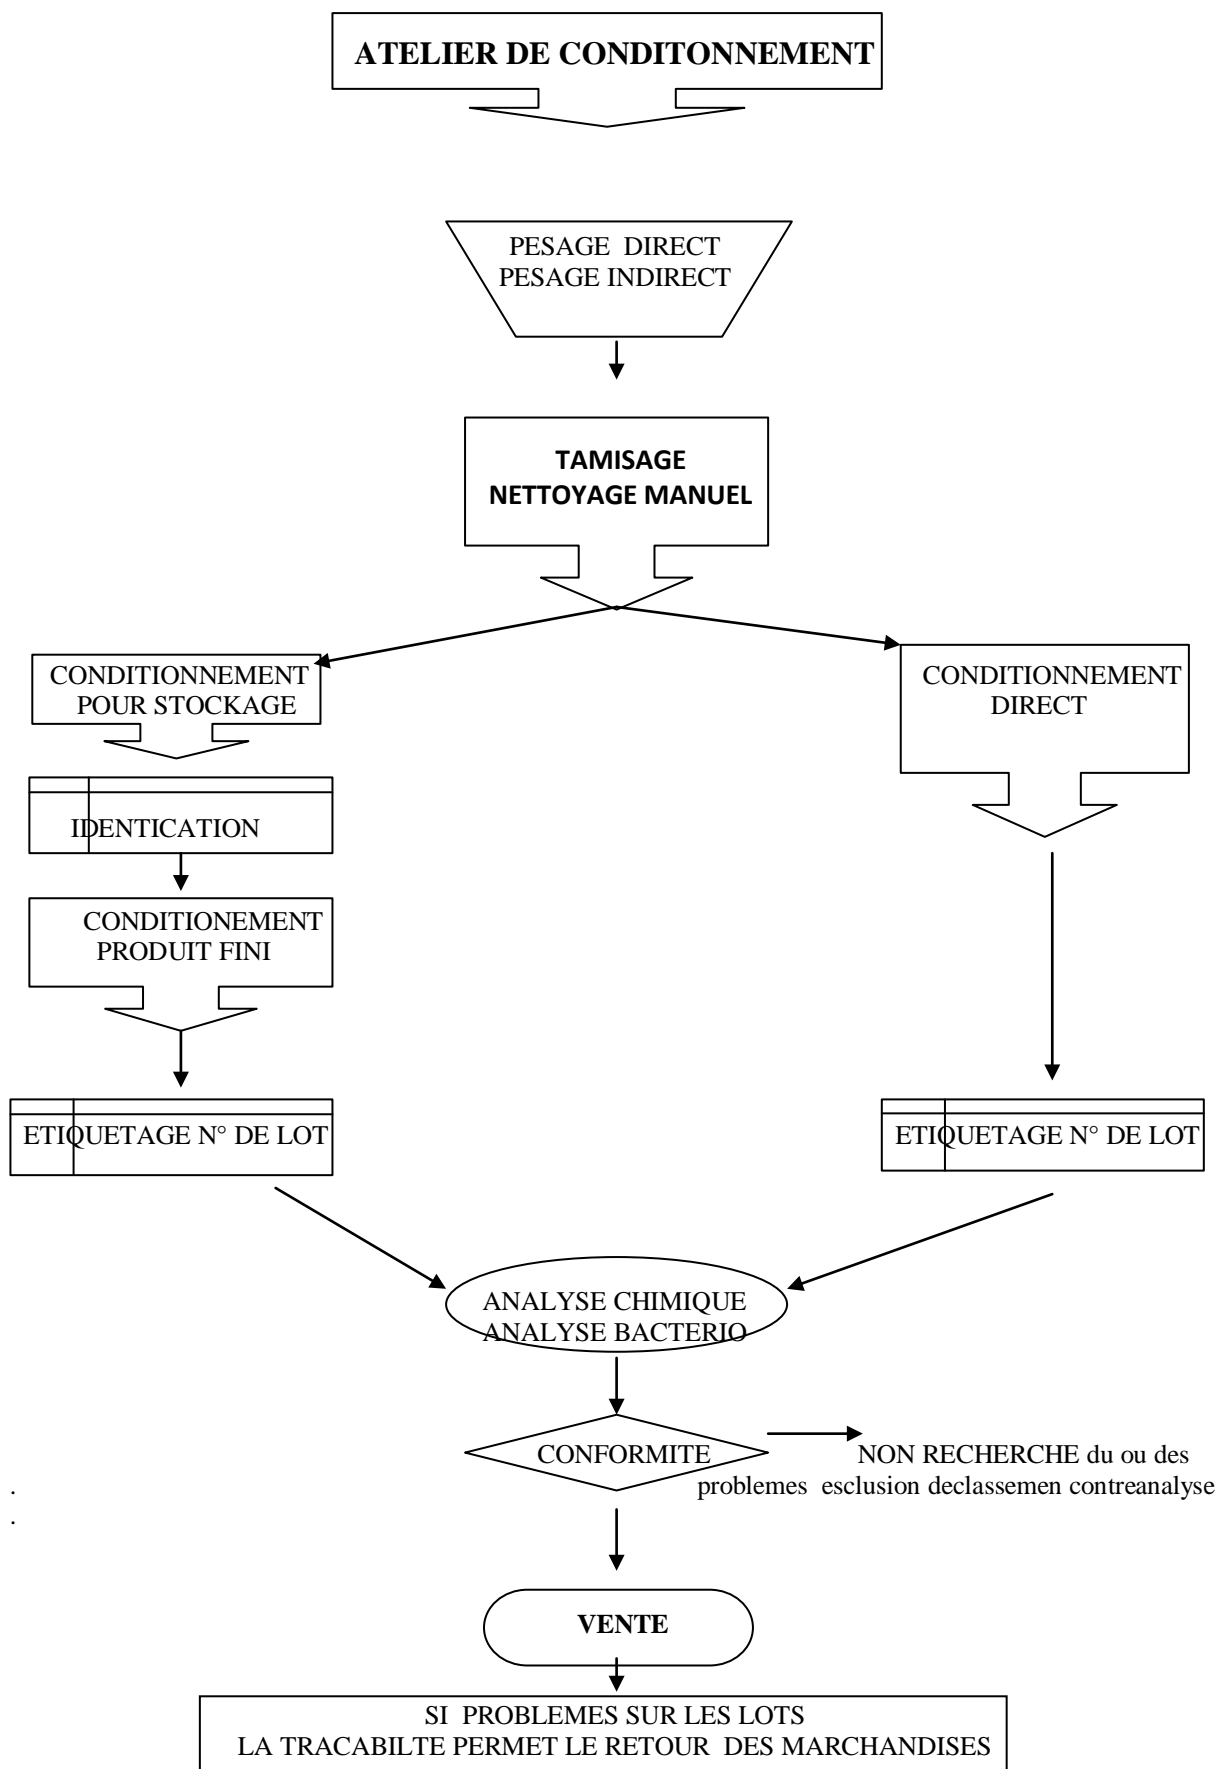 ATELIER DE CONDITONNEMENT
PESAGE DIRECT
PESAGE INDIRECT
TAMISAGE
NETTOYAGE MANUEL
CONDITIONNEMENT
POUR STOCKAGE
CONDITIONNEMENT
DIRECT
IDENTICATION
CONDITIONEMENT
PRODUIT FINI
ETIQUETAGE N° DE LOT
ETIQUETAGE N° DE LOT
ANALYSE CHIMIQUE
ANALYSE BACTERIO
CONFORMITE
NON RECHERCHE du ou des
problemes esclusion declassemen contreanalyse
.
.
VENTE
SI PROBLEMES SUR LES LOTS
LA TRACABILTE PERMET LE RETOUR DES MARCHANDISES